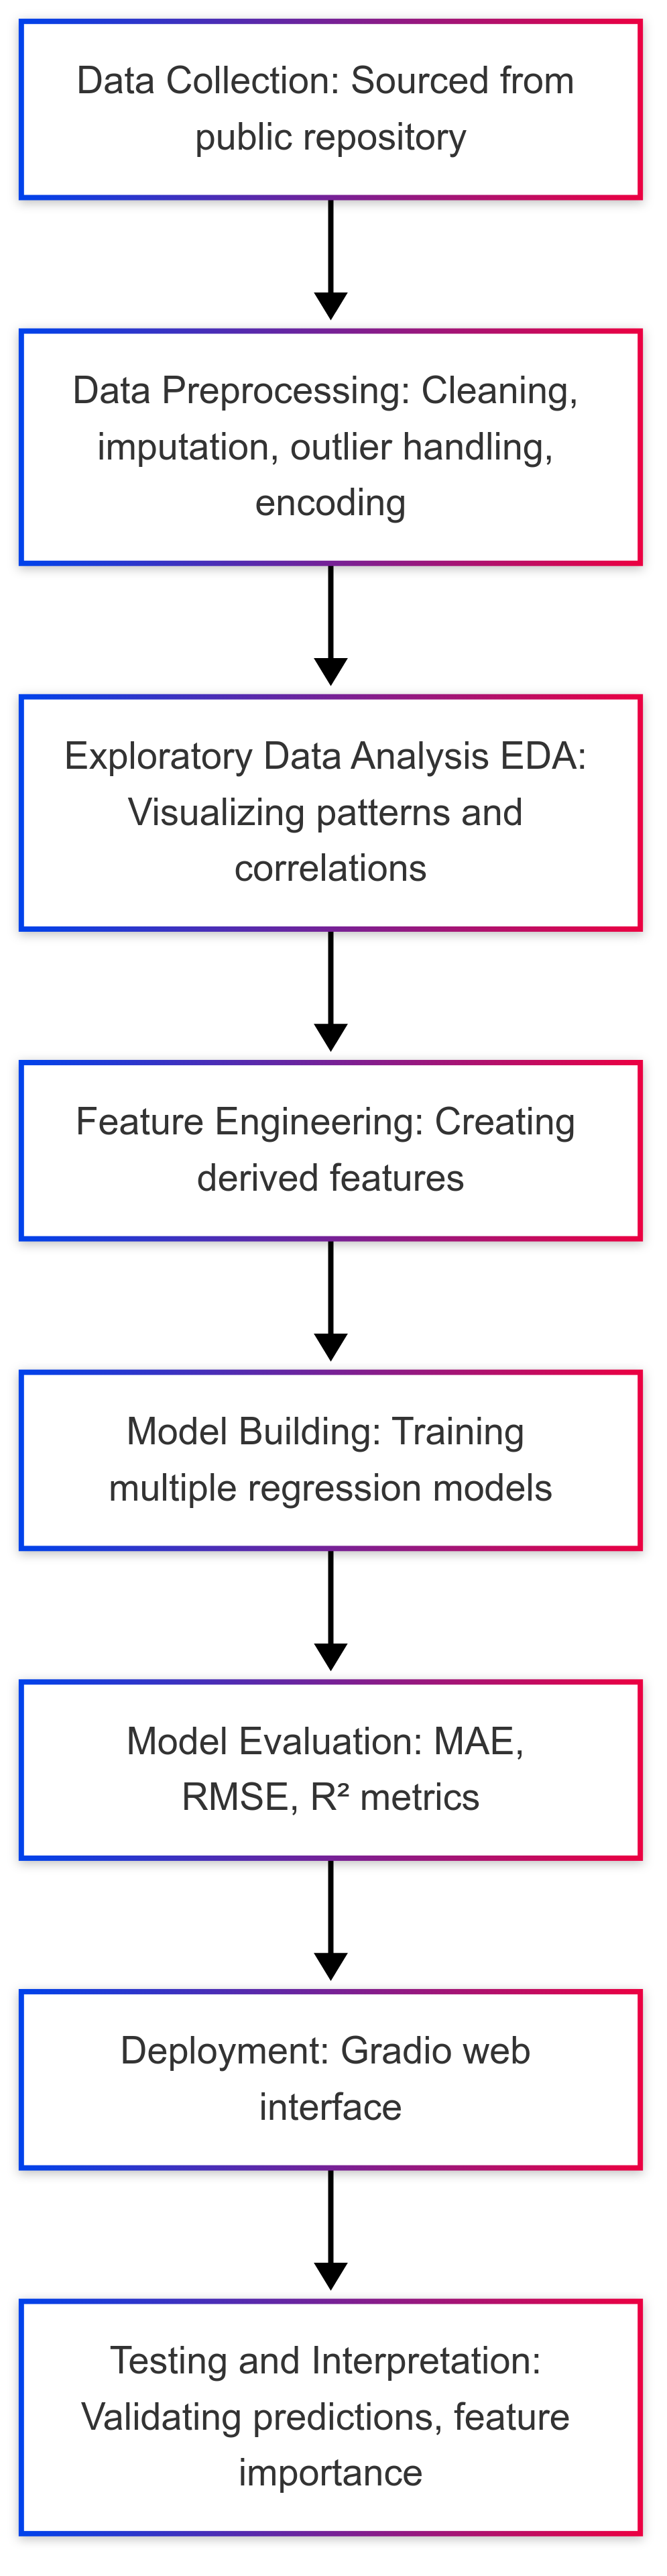 Data Collection: Sourced from
public repository
Data Preprocessing: Cleaning,
imputation, outlier handling,
encoding
Exploratory Data Analysis EDA:
Visualizing patterns and
correlations
Feature Engineering: Creating
derived features
Model Building: Training
multiple regression models
Model Evaluation: MAE,
RMSE, R² metrics
Deployment: Gradio web
interface
Testing and Interpretation:
Validating predictions, feature
importance